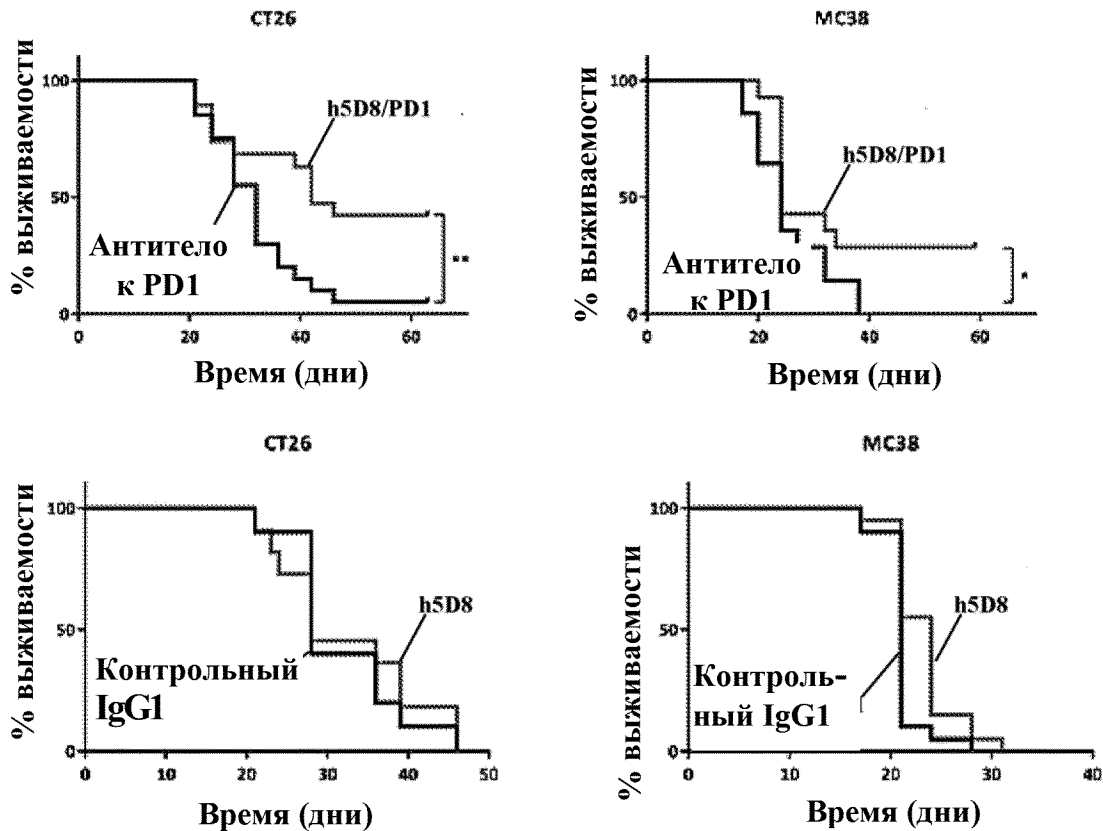 CT26
% выживаемости
100
50
0
h5D8/PD1
Антитело
к PD1
**
0 20 40 60
Время (дни)
MC38
% выживаемости
100
50
0
h5D8/PD1
Антитело
к PD1
*
0 20 40 60
Время (дни)
CT26
% выживаемости
100
50
0
h5D8
Контрольный
IgG1
0 10 20 30 40 50
Время (дни)
MC38
% выживаемости
100
50
0
h5D8
Контроль-
ный IgG1
0 10 20 30 40
Время (дни)